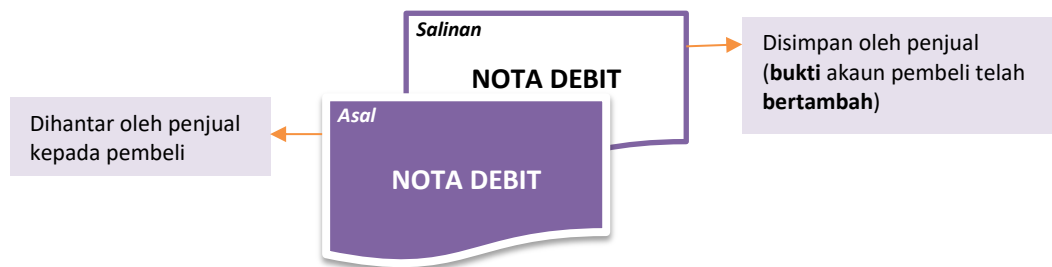 Salinan
NOTA DEBIT
Disimpan oleh penjual
(bukti akaun pembeli telah
bertambah)
Asal
NOTA DEBIT
Dihantar oleh penjual
kepada pembeli